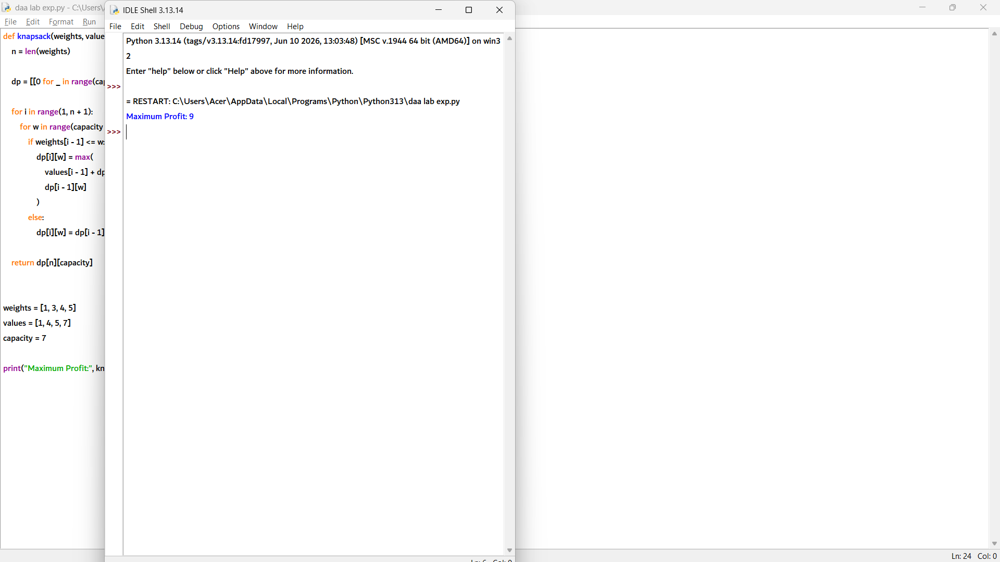 daa lab exp.py - C:\Users\
File Edit Format Run
def knapsack(weights, value
n = len(weights)
dp = [[0 for _ in range(ca
for i in range(1, n + 1):
for w in range(capacity
if weights[i - 1] <= w:
dp[i][w] = max(
values[i - 1] + dp
dp[i - 1][w]
)
else:
dp[i][w] = dp[i - 1]
return dp[n][capacity]
weights = [1, 3, 4, 5]
values = [1, 4, 5, 7]
capacity = 7
print("Maximum Profit:", kn
IDLE Shell 3.13.14
File Edit Shell Debug Options Window Help
Python 3.13.14 (tags/v3.13.14:fd17997, Jun 10 2026, 13:03:48) [MSC v.1944 64 bit (AMD64)] on win3
2
Enter "help" below or click "Help" above for more information.
>>>
= RESTART: C:\Users\Acer\AppData\Local\Programs\Python\Python313\daa lab exp.py
Maximum Profit: 9
>>>
Ln: 6 Col: 0
Ln: 24 Col: 0